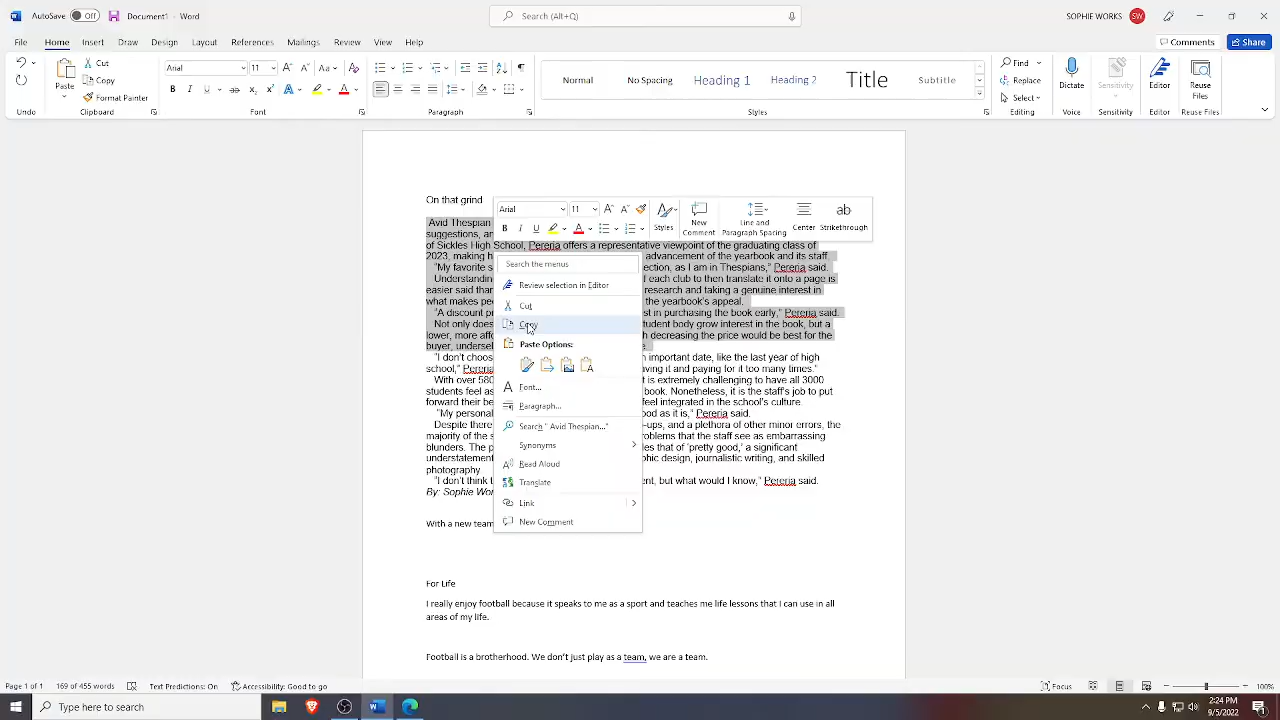 AutoSave Off Document1 - Word Search (Alt+Q) SOPHIE WORKS SW
File Home Insert Draw Design Layout References Mailings Review View Help Comments Share
Paste Cut Copy Format Painter
Arial 11
Normal No Spacing Heading 1 Heading 2 Title Subtitle
Find Replace Select
Dictate Sensitivity Editor Reuse Files
Undo Clipboard Font Paragraph Styles Editing Voice Sensitivity Editor Reuse Files
On that grind
Arial 11 Styles New Comment Line and Paragraph Spacing Center Strikethrough
Avid Thespian
suggestions, an
of Sickles High School, Pereria offers a representative viewpoint of the graduating class of
2023, making h advancement of the yearbook and its staff.
"My favorite s ection, as I am in Thespians," Pereria said.
Understandin f each club to then translate it onto a page is
easier said than research and taking a genuine interest in
what makes pe the yearbook's appeal.
"A discount p st in purchasing the book early," Pereria said.
Not only does tudent body grow interest in the book, but a
lower, more affo h decreasing the price would be best for the
buyer, undersel
"I don't choos n important date, like the last year of high
school," Pereria aving it and paying for it too many times."
With over 580 t is extremely challenging to have all 3000
students feel as book. Nonetheless, it is the staff's job to put
forward their be feel integrated in the school's culture.
"My personal ood as it is," Pereria said.
Despite there -ups, and a plethora of other minor errors, the
majority of the s roblems that the staff see as embarrassing
blunders. The p les that of 'pretty good,' a significant
understatement phic design, journalistic writing, and skilled
photography
"I don't think t ent, but what would I know," Pereria said.
By: Sophie Wor
With a new team
Search the menus
Review selection in Editor
Cut
Copy
Paste Options:
Font...
Paragraph...
Search " Avid Thespian..."
Synonyms
Read Aloud
Translate
Link
New Comment
For Life
I really enjoy football because it speaks to me as a sport and teaches me life lessons that I can use in all
areas of my life.
Football is a brotherhood. We don't just play as a team, we are a team.
Page 1 of 1 169 of 455 words Text Predictions: On Accessibility: Good to go Focus 100%
Type here to search
2:24 PM
9/5/2022